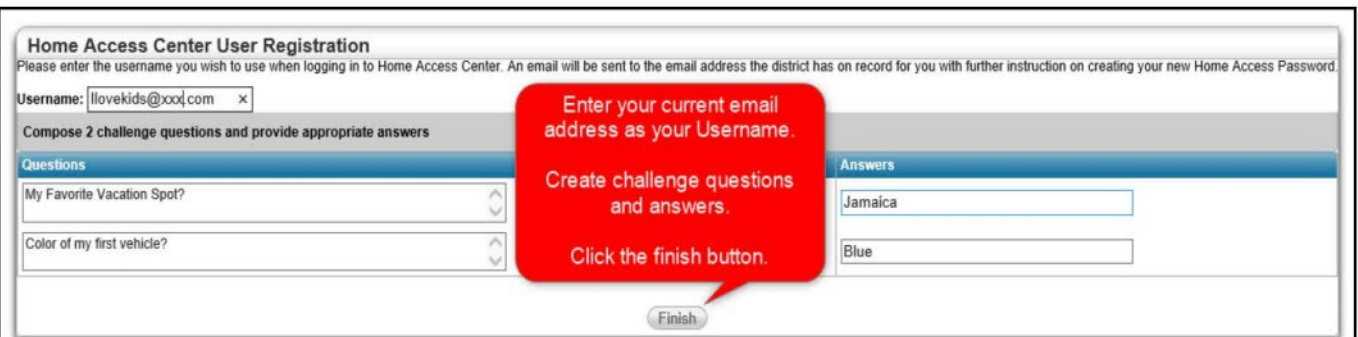 Home Access Center User Registration
Please enter the username you wish to use when logging in to Home Access Center. An email will be sent to the email address the district has on record for you with further instruction on creating your new Home Access Password.
Username: Ilovekids@xxx.com ×
Compose 2 challenge questions and provide appropriate answers
Questions
Answers
My Favorite Vacation Spot?
Jamaica
Color of my first vehicle?
Blue
Enter your current email
address as your Username.
Create challenge questions
and answers.
Click the finish button.
Finish